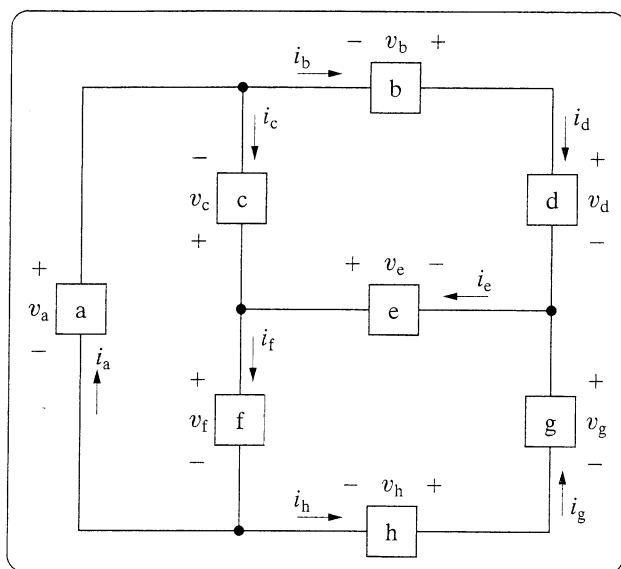 − v_b +
i_b
b
i_c
i_d
−
v_c c
+
+
d v_d
−
+ v_e −
i_e
e
+
v_a a
−
i_a
i_f
+
v_f f
−
+
g v_g
−
i_h
− v_h +
h
i_g